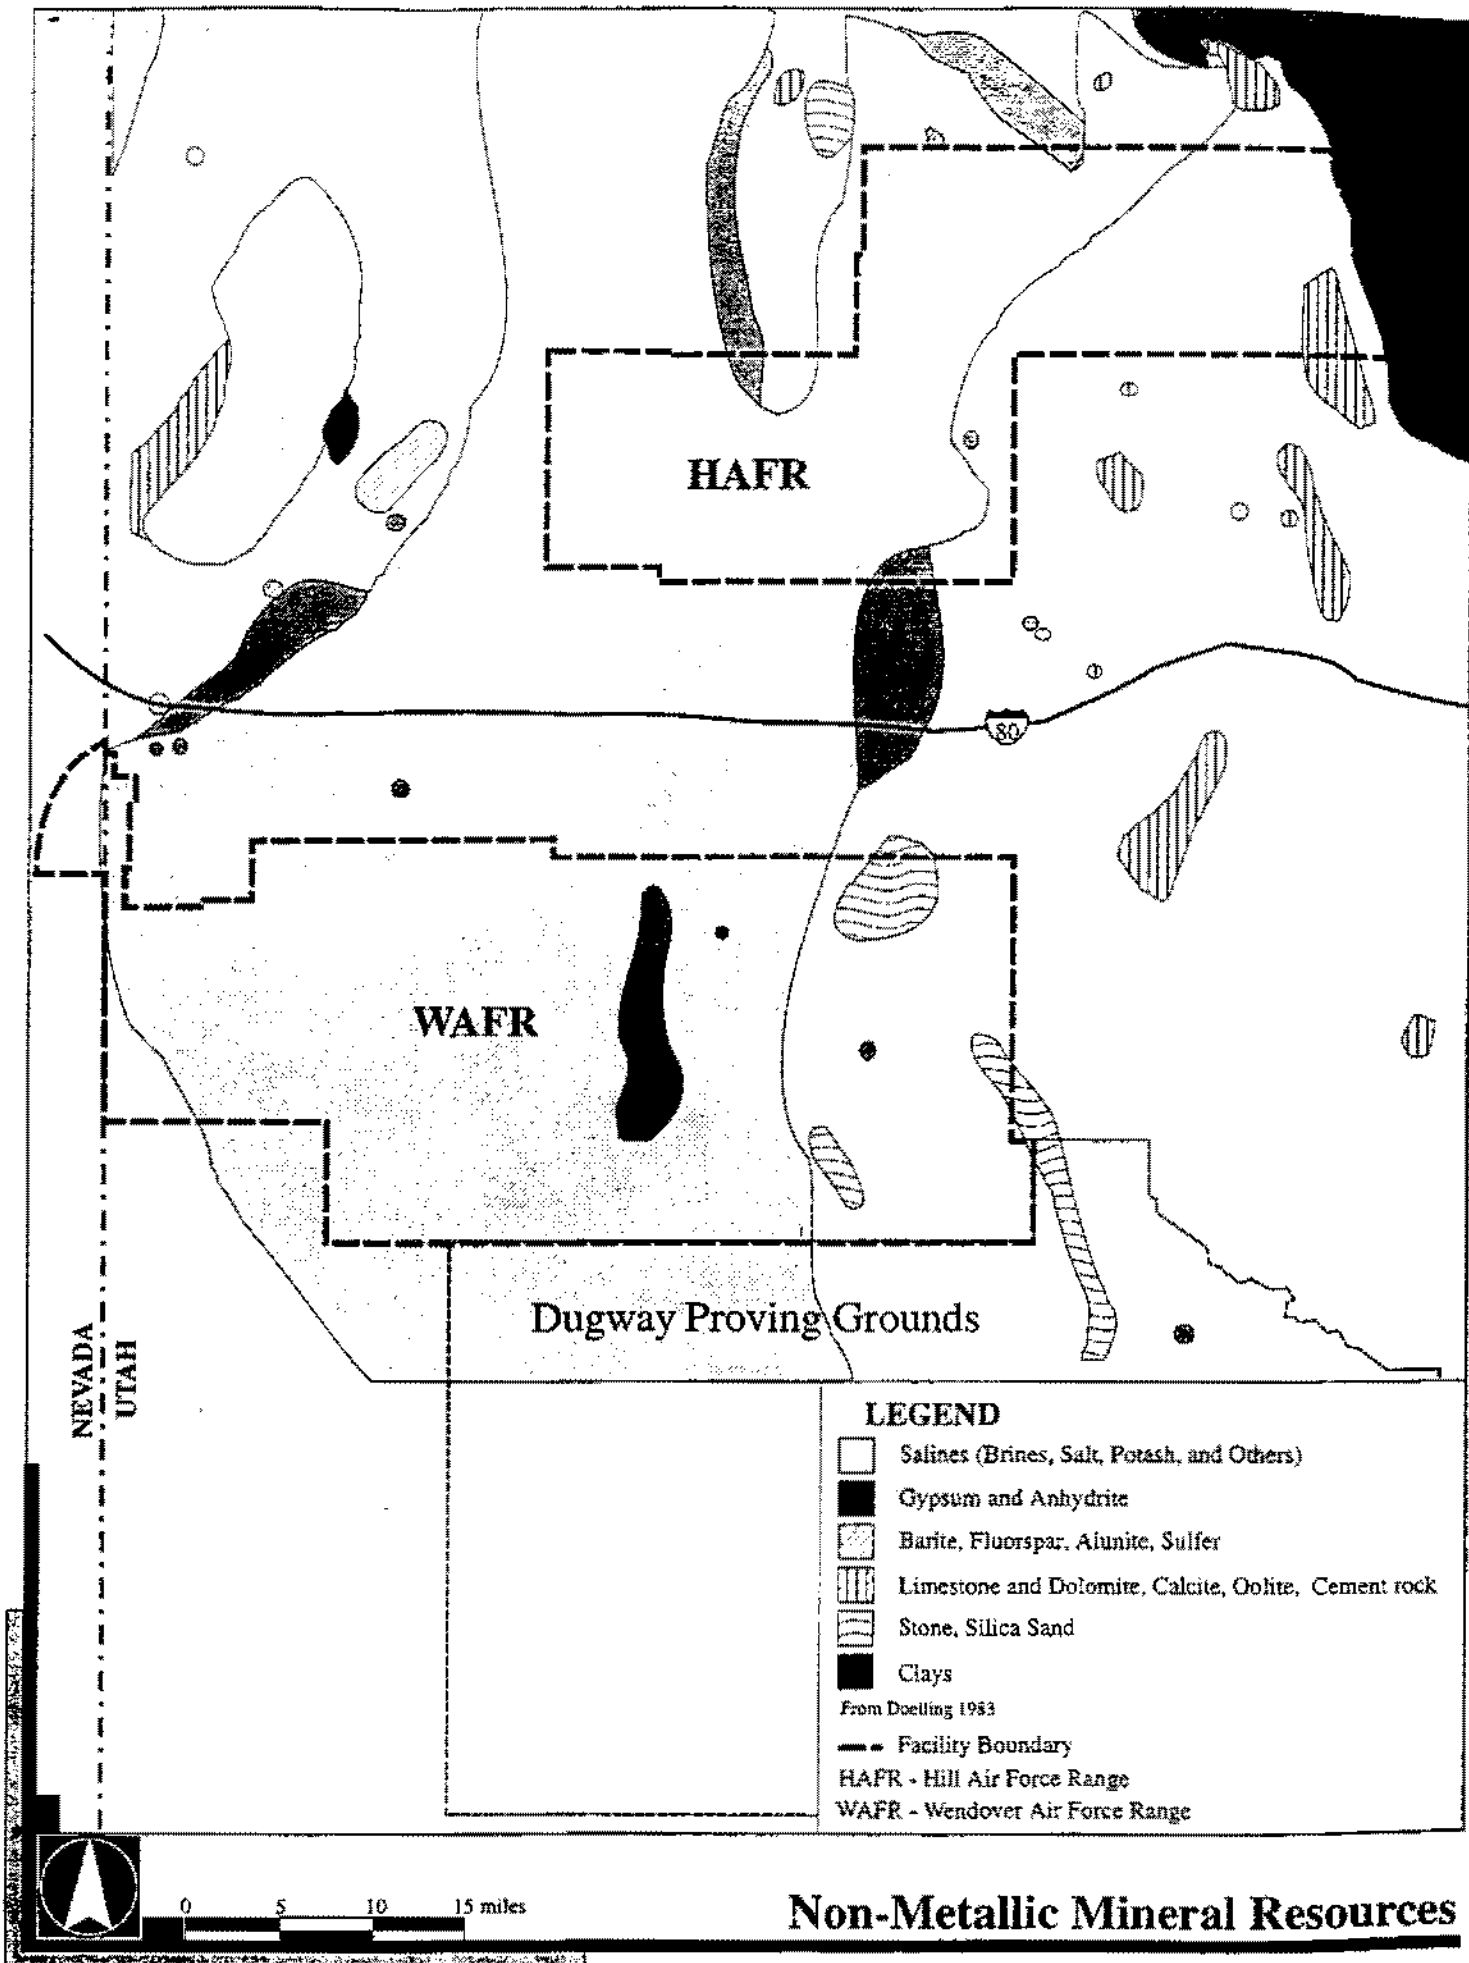 HAFR
80
WAFR
Dugway Proving Grounds
NEVADA
UTAH
LEGEND
Salines (Brines, Salt, Potash, and Others)
Gypsum and Anhydrite
Barite, Fluorspar, Alunite, Sulfer
Limestone and Dolomite, Calcite, Oolite, Cement rock
Stone, Silica Sand
Clays
From Doelling 1983
Facility Boundary
HAFR - Hill Air Force Range
WAFR - Wendover Air Force Range
0 5 10 15 miles
Non-Metallic Mineral Resources